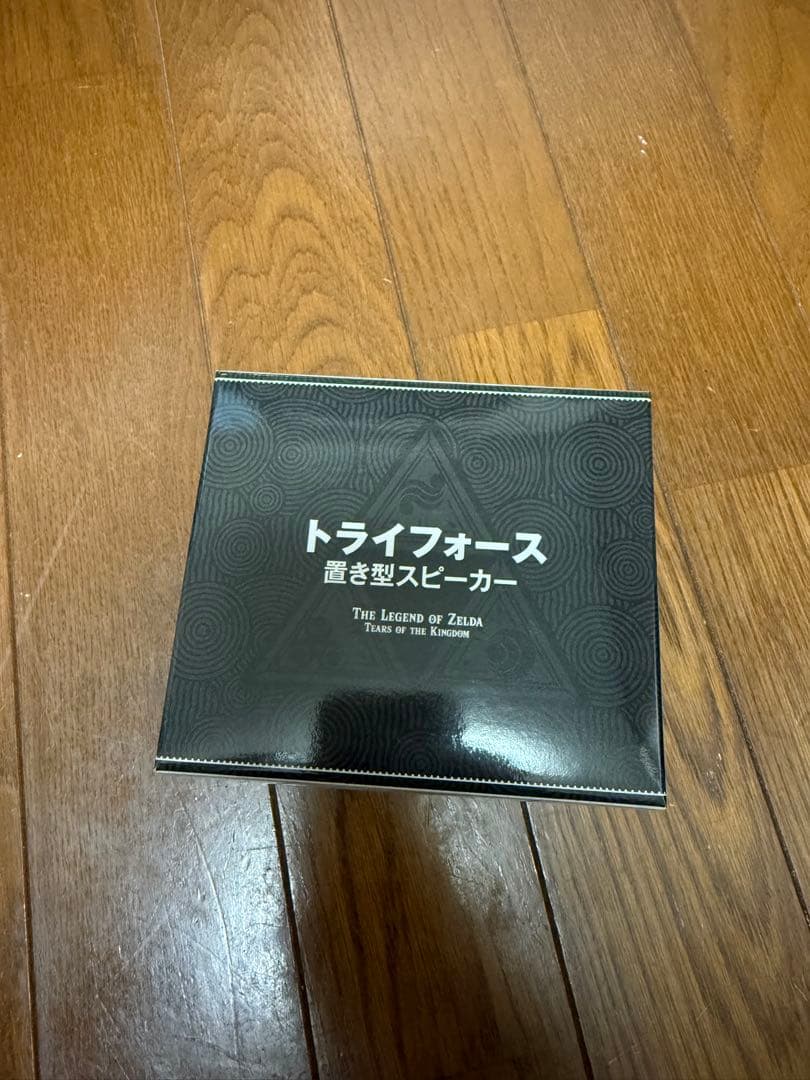 トライフォース
置き型スピーカー
THE LEGEND OF ZELDA
TEARS OF THE KINGDOM